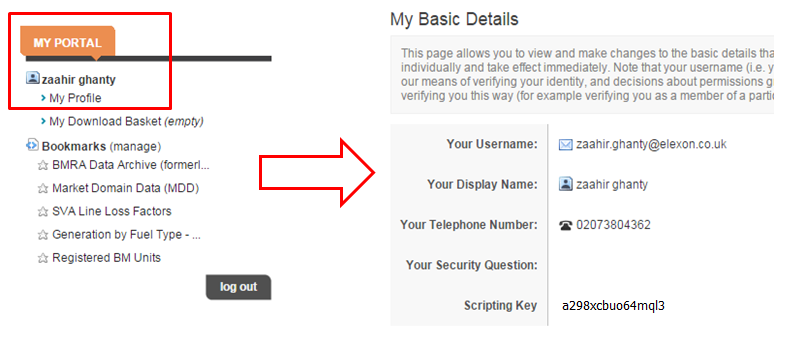 MY PORTAL
zaahir ghanty
My Profile
My Download Basket (empty)
Bookmarks (manage)
BMRA Data Archive (formerl...
Market Domain Data (MDD)
SVA Line Loss Factors
Generation by Fuel Type - ...
Registered BM Units
log out
My Basic Details
This page allows you to view and make changes to the basic details tha
individually and take effect immediately. Note that your username (i.e. y
our means of verifying your identity, and decisions about permissions g
verifying you this way (for example verifying you as a member of a parti
Your Username: zaahir.ghanty@elexon.co.uk
Your Display Name: zaahir ghanty
Your Telephone Number: 02073804362
Your Security Question:
Scripting Key a298xcbuo64mql3